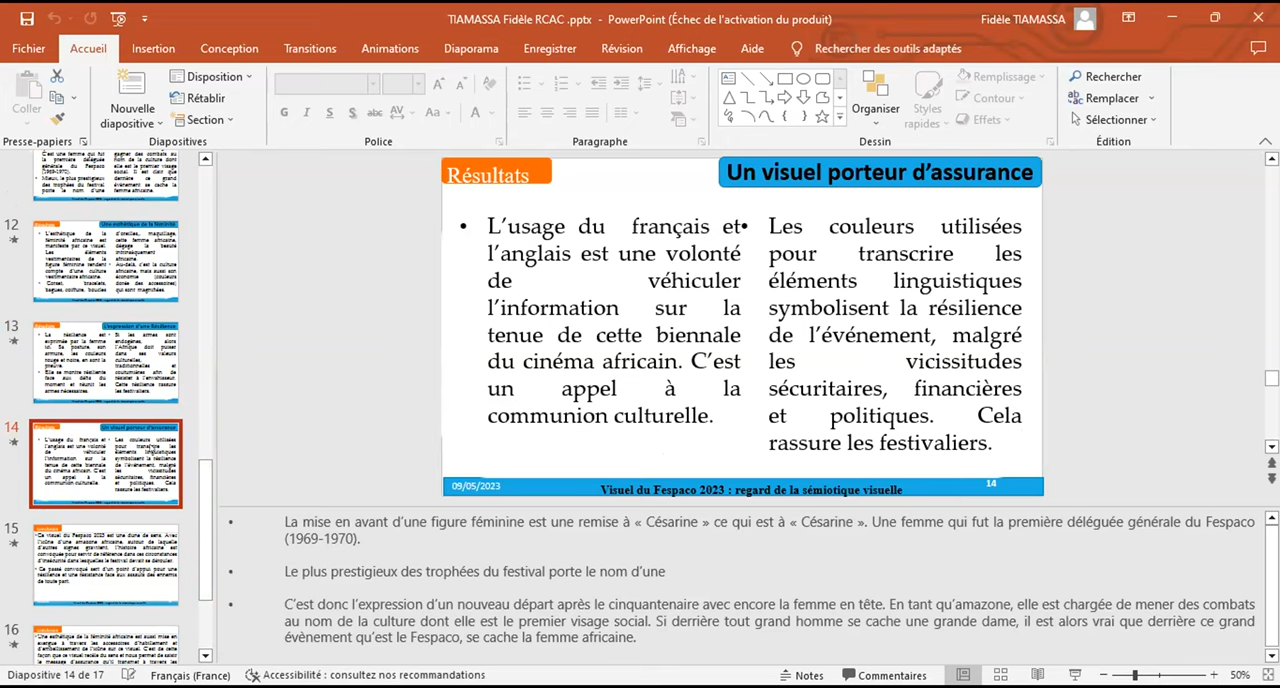 TIAMASSA Fidèle RCAC .pptx - PowerPoint (Échec de l'activation du produit)
Fidèle TIAMASSA
Fichier Accueil Insertion Conception Transitions Animations Diaporama Enregistrer Révision Affichage Aide Rechercher des outils adaptés
Coller
Nouvelle
diapositive
Disposition
Rétablir
Section
G I S S abc AV Aa A
Organiser
Styles
rapides
Remplissage
Contour
Effets
Rechercher
Remplacer
Sélectionner
Presse-papiers Diapositives Police Paragraphe Dessin Édition
12
13
14
15
16
Résultats
Un visuel porteur d'assurance
• L'usage du français et
l'anglais est une volonté
de véhiculer
l'information sur la
tenue de cette biennale
du cinéma africain. C'est
un appel à la
communion culturelle.
• Les couleurs utilisées
pour transcrire les
éléments linguistiques
symbolisent la résilience
de l'évènement, malgré
les vicissitudes
sécuritaires, financières
et politiques. Cela
rassure les festivaliers.
09/05/2023
Visuel du Fespaco 2023 : regard de la sémiotique visuelle
14
• La mise en avant d'une figure féminine est une remise à « Césarine » ce qui est à « Césarine ». Une femme qui fut la première déléguée générale du Fespaco
(1969-1970).
• Le plus prestigieux des trophées du festival porte le nom d'une
• C'est donc l'expression d'un nouveau départ après le cinquantenaire avec encore la femme en tête. En tant qu'amazone, elle est chargée de mener des combats
au nom de la culture dont elle est le premier visage social. Si derrière tout grand homme se cache une grande dame, il est alors vrai que derrière ce grand
évènement qu'est le Fespaco, se cache la femme africaine.
Diapositive 14 de 17 Français (France) Accessibilité : consultez nos recommandations Notes Commentaires 50%